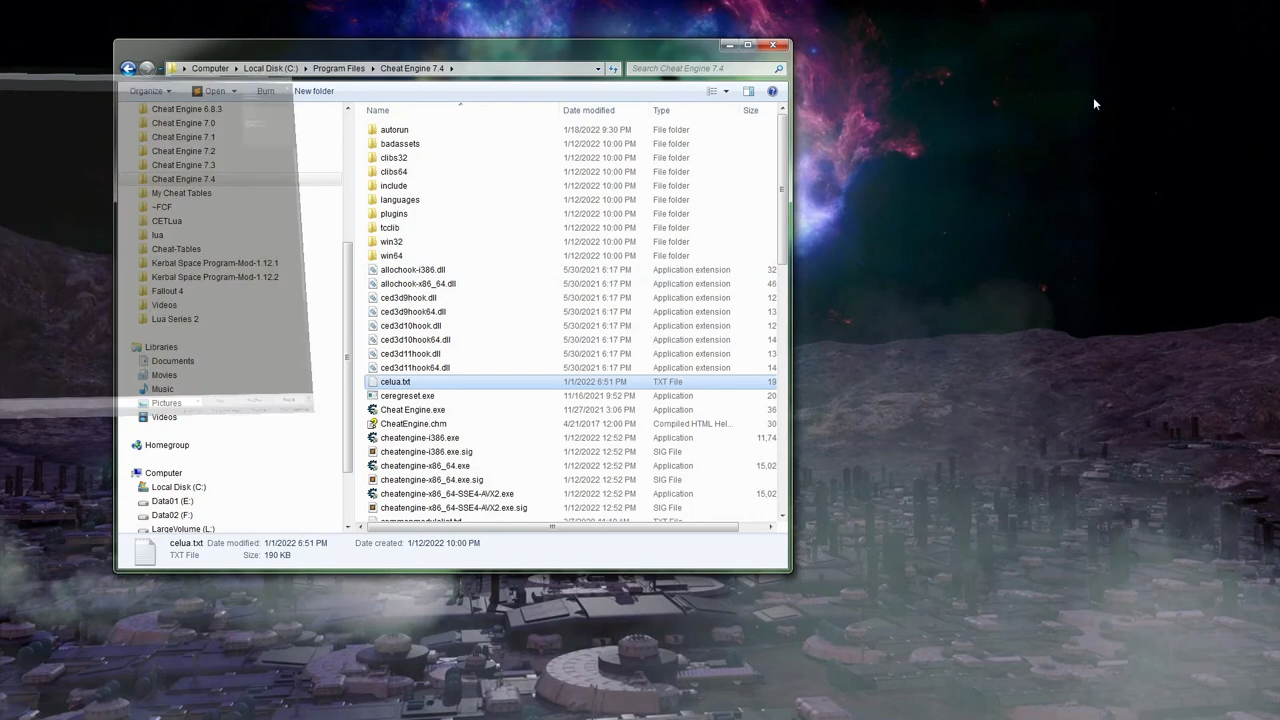 Computer Local Disk (C:) Program Files Cheat Engine 7.4 Search Cheat Engine 7.4
Organize Open Burn New folder
Cheat Engine 6.8.3
Cheat Engine 7.0
Cheat Engine 7.1
Cheat Engine 7.2
Cheat Engine 7.3
Cheat Engine 7.4
My Cheat Tables
~FCF
CETLua
lua
Cheat-Tables
Kerbal Space Program-Mod-1.12.1
Kerbal Space Program-Mod-1.12.2
Fallout 4
Videos
Lua Series 2
Libraries
Documents
Movies
Music
Pictures
Videos
Homegroup
Computer
Local Disk (C:)
Data01 (E:)
Data02 (F:)
LargeVolume (L:)
Name Date modified Type Size
autorun 1/18/2022 9:30 PM File folder
badassets 1/12/2022 10:00 PM File folder
clibs32 1/12/2022 10:00 PM File folder
clibs64 1/12/2022 10:00 PM File folder
include 1/12/2022 10:00 PM File folder
languages 1/12/2022 10:00 PM File folder
plugins 1/12/2022 10:00 PM File folder
tcclib 1/12/2022 10:00 PM File folder
win32 1/12/2022 10:00 PM File folder
win64 1/12/2022 10:00 PM File folder
allochook-i386.dll 5/30/2021 6:17 PM Application extension 32
allochook-x86_64.dll 5/30/2021 6:17 PM Application extension 46
ced3d9hook.dll 5/30/2021 6:17 PM Application extension 12
ced3d9hook64.dll 5/30/2021 6:17 PM Application extension 13
ced3d10hook.dll 5/30/2021 6:17 PM Application extension 12
ced3d10hook64.dll 5/30/2021 6:17 PM Application extension 14
ced3d11hook.dll 5/30/2021 6:17 PM Application extension 13
ced3d11hook64.dll 5/30/2021 6:17 PM Application extension 14
celua.txt 1/1/2022 6:51 PM TXT File 19
ceregreset.exe 11/16/2021 9:52 PM Application 13
Cheat Engine.exe 11/27/2021 3:06 PM Application 36
CheatEngine.chm 4/21/2017 12:00 PM Compiled HTML Hel... 30
cheatengine-i386.exe 1/12/2022 12:52 PM Application 11,74
cheatengine-i386.exe.sig 1/12/2022 12:52 PM SIG File
cheatengine-x86_64.exe 1/12/2022 12:52 PM Application 15,02
cheatengine-x86_64.exe.sig 1/12/2022 12:52 PM SIG File
cheatengine-x86_64-SSE4-AVX2.exe 1/12/2022 12:52 PM Application 15,02
cheatengine-x86_64-SSE4-AVX2.exe.sig 1/12/2022 12:52 PM SIG File
celua.txt Date modified: 1/1/2022 6:51 PM Date created: 1/12/2022 10:00 PM
TXT File Size: 190 KB